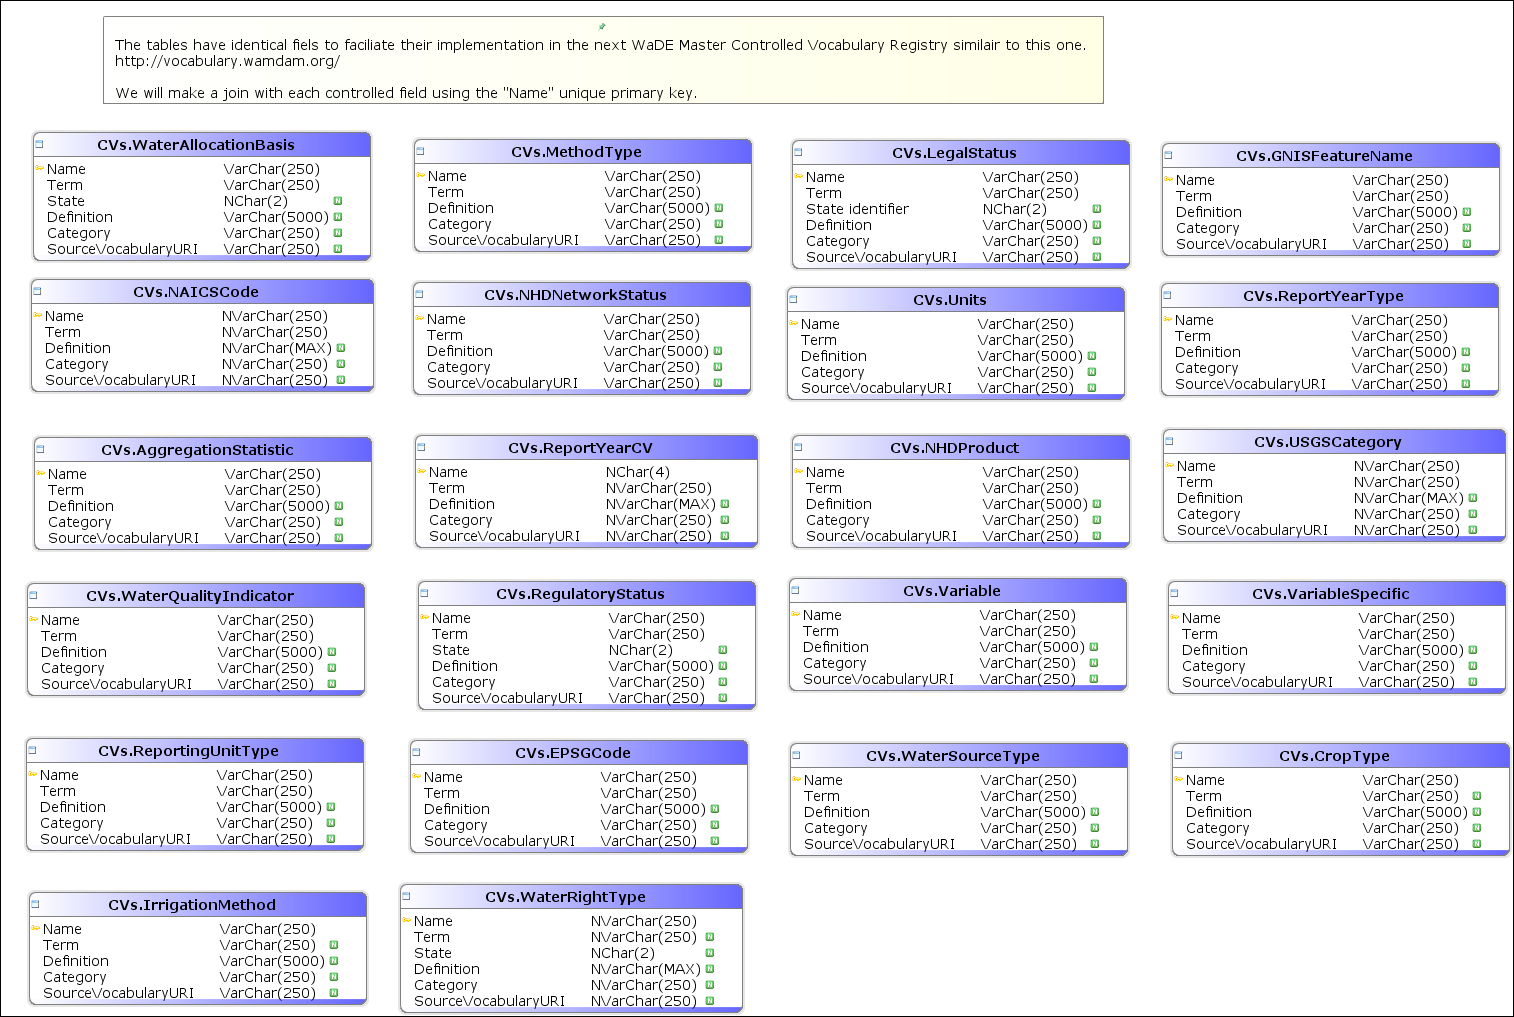 The tables have identical fiels to faciliate their implementation in the next WaDE Master Controlled Vocabulary Registry similair to this one.
http://vocabulary.wamdam.org/
We will make a join with each controlled field using the "Name" unique primary key.
CVs.WaterAllocationBasis
Name VarChar(250)
Term VarChar(250)
State NChar(2) N
Definition VarChar(5000) N
Category VarChar(250) N
SourceVocabularyURI VarChar(250) N
CVs.MethodType
Name VarChar(250)
Term VarChar(250)
Definition VarChar(5000) N
Category VarChar(250) N
SourceVocabularyURI VarChar(250) N
CVs.LegalStatus
Name VarChar(250)
Term VarChar(250)
State identifier NChar(2) N
Definition VarChar(5000) N
Category VarChar(250) N
SourceVocabularyURI VarChar(250) N
CVs.GNISFeatureName
Name VarChar(250)
Term VarChar(250)
Definition VarChar(5000) N
Category VarChar(250) N
SourceVocabularyURI VarChar(250) N
CVs.NAICSCode
Name NVarChar(250)
Term NVarChar(250)
Definition NVarChar(MAX) N
Category NVarChar(250) N
SourceVocabularyURI NVarChar(250) N
CVs.NHDNetworkStatus
Name VarChar(250)
Term VarChar(250)
Definition VarChar(5000) N
Category VarChar(250) N
SourceVocabularyURI VarChar(250) N
CVs.Units
Name VarChar(250)
Term VarChar(250)
Definition VarChar(5000) N
Category VarChar(250) N
SourceVocabularyURI VarChar(250) N
CVs.ReportYearType
Name VarChar(250)
Term VarChar(250)
Definition VarChar(5000) N
Category VarChar(250) N
SourceVocabularyURI VarChar(250) N
CVs.AggregationStatistic
Name VarChar(250)
Term VarChar(250)
Definition VarChar(5000) N
Category VarChar(250) N
SourceVocabularyURI VarChar(250) N
CVs.ReportYearCV
Name NChar(4)
Term NVarChar(250)
Definition NVarChar(MAX) N
Category NVarChar(250) N
SourceVocabularyURI NVarChar(250) N
CVs.NHDProduct
Name VarChar(250)
Term VarChar(250)
Definition VarChar(5000) N
Category VarChar(250) N
SourceVocabularyURI VarChar(250) N
CVs.USGSCategory
Name NVarChar(250)
Term NVarChar(250)
Definition NVarChar(MAX) N
Category NVarChar(250) N
SourceVocabularyURI NVarChar(250) N
CVs.WaterQualityIndicator
Name VarChar(250)
Term VarChar(250)
Definition VarChar(5000) N
Category VarChar(250) N
SourceVocabularyURI VarChar(250) N
CVs.RegulatoryStatus
Name VarChar(250)
Term VarChar(250)
State NChar(2) N
Definition VarChar(5000) N
Category VarChar(250) N
SourceVocabularyURI VarChar(250) N
CVs.Variable
Name VarChar(250)
Term VarChar(250)
Definition VarChar(5000) N
Category VarChar(250) N
SourceVocabularyURI VarChar(250) N
CVs.VariableSpecific
Name VarChar(250)
Term VarChar(250)
Definition VarChar(5000) N
Category VarChar(250) N
SourceVocabularyURI VarChar(250) N
CVs.ReportingUnitType
Name VarChar(250)
Term VarChar(250)
Definition VarChar(5000) N
Category VarChar(250) N
SourceVocabularyURI VarChar(250) N
CVs.EPSGCode
Name VarChar(250)
Term VarChar(250)
Definition VarChar(5000) N
Category VarChar(250) N
SourceVocabularyURI VarChar(250) N
CVs.WaterSourceType
Name VarChar(250)
Term VarChar(250)
Definition VarChar(5000) N
Category VarChar(250) N
SourceVocabularyURI VarChar(250) N
CVs.CropType
Name VarChar(250)
Term VarChar(250) N
Definition VarChar(5000) N
Category VarChar(250) N
SourceVocabularyURI VarChar(250) N
CVs.IrrigationMethod
Name VarChar(250)
Term VarChar(250) N
Definition VarChar(5000) N
Category VarChar(250) N
SourceVocabularyURI VarChar(250) N
CVs.WaterRightType
Name NVarChar(250)
Term NVarChar(250) N
State NChar(2) N
Definition NVarChar(MAX) N
Category NVarChar(250) N
SourceVocabularyURI NVarChar(250) N